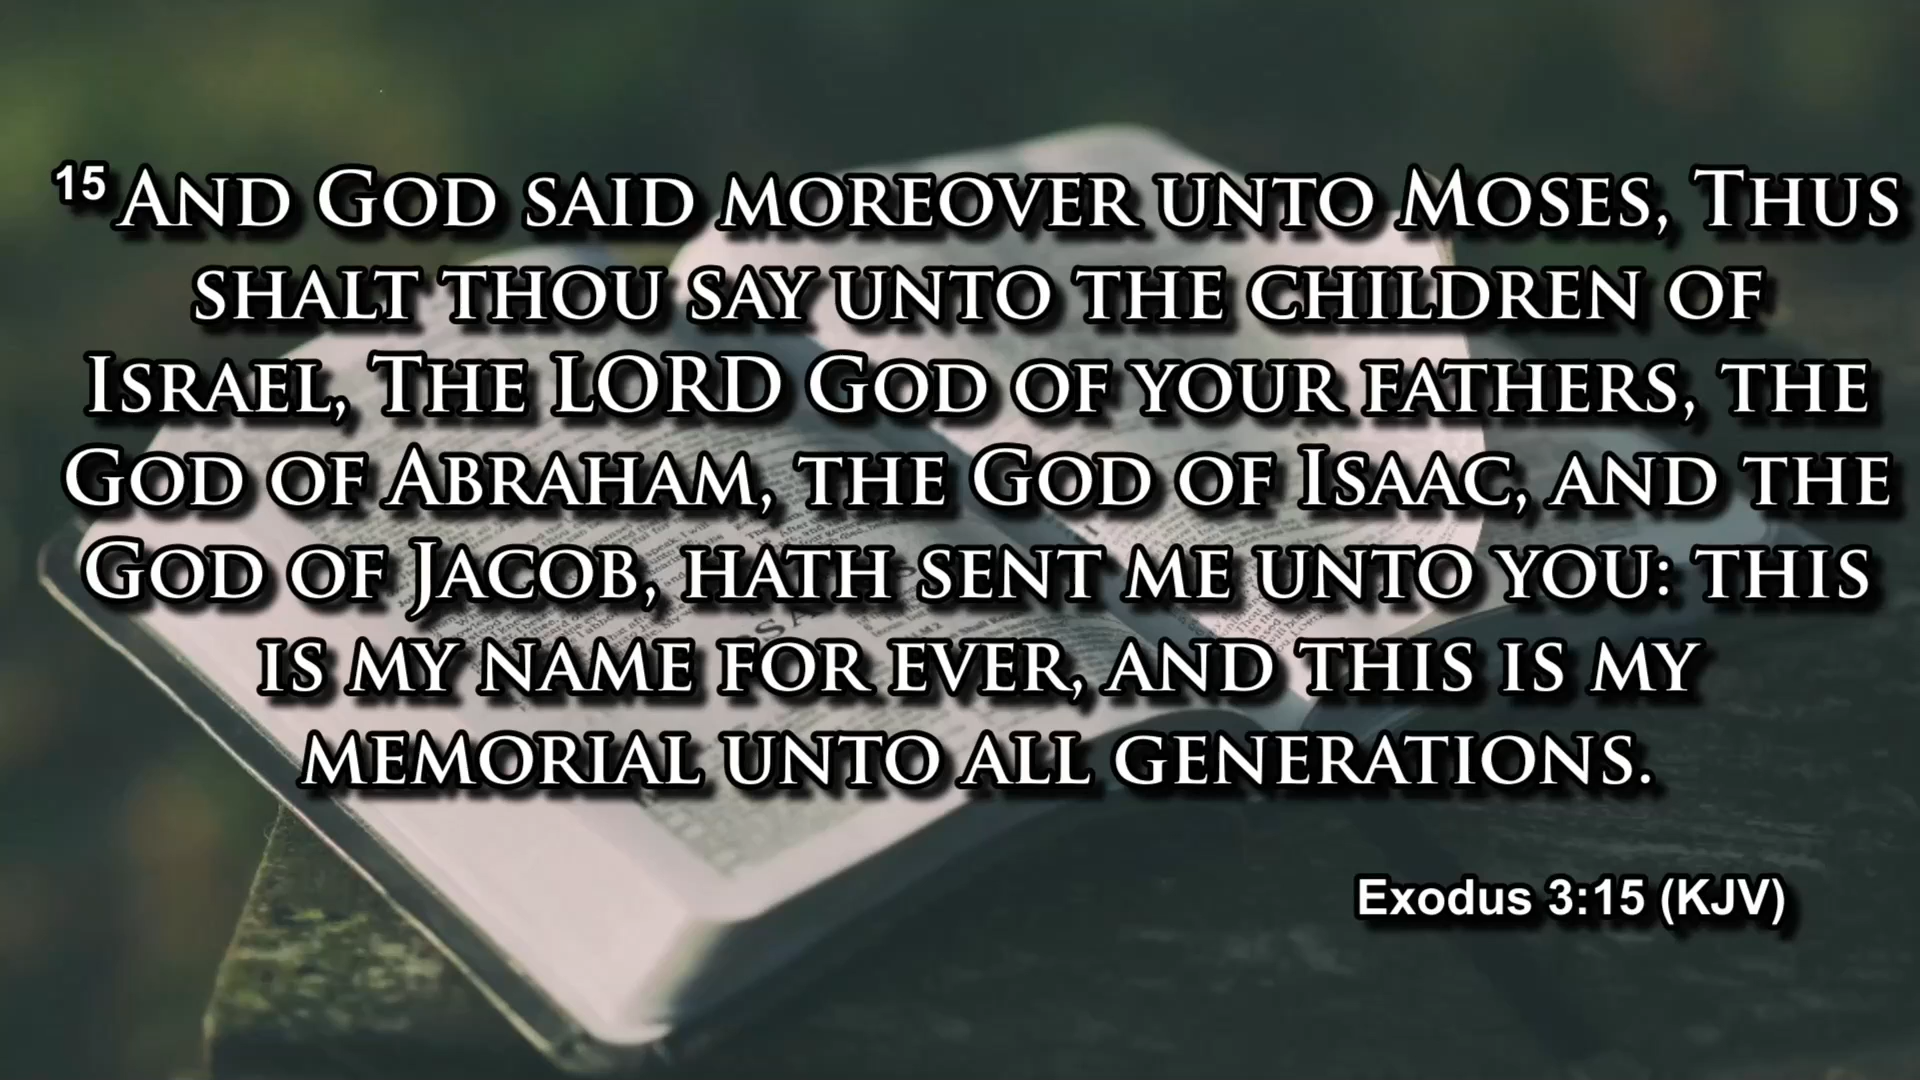 15 And God said moreover unto Moses, Thus
shalt thou say unto the children of
Israel, The LORD God of your fathers, the
God of Abraham, the God of Isaac, and the
God of Jacob, hath sent me unto you: this
is my name for ever, and this is my
memorial unto all generations.
Exodus 3:15 (KJV)